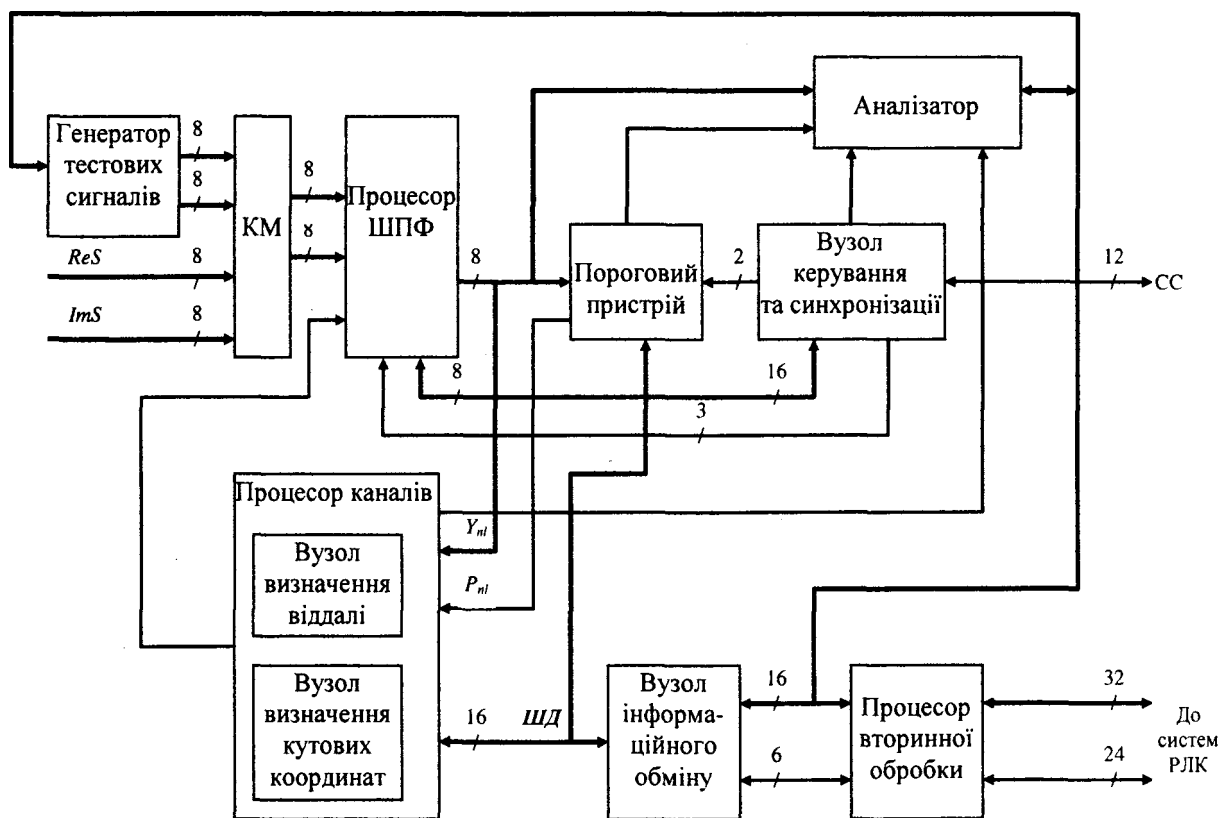 Аналізатор
Генератор
тестових
сигналів
8
8
КМ
8
8
Процесор
ШПФ
ReS
8
ImS
8
8
Пороговий
пристрій
2
Вузол
керування
та синхронізації
12
СС
8
16
3
Процесор каналів
Y_nl
P_nl
Вузол
визначення
віддалі
Вузол
визначення
кутових
координат
16
ШД
Вузол
інформа-
ційного
обміну
16
6
Процесор
вторинної
обробки
32
24
До
систем
РЛК